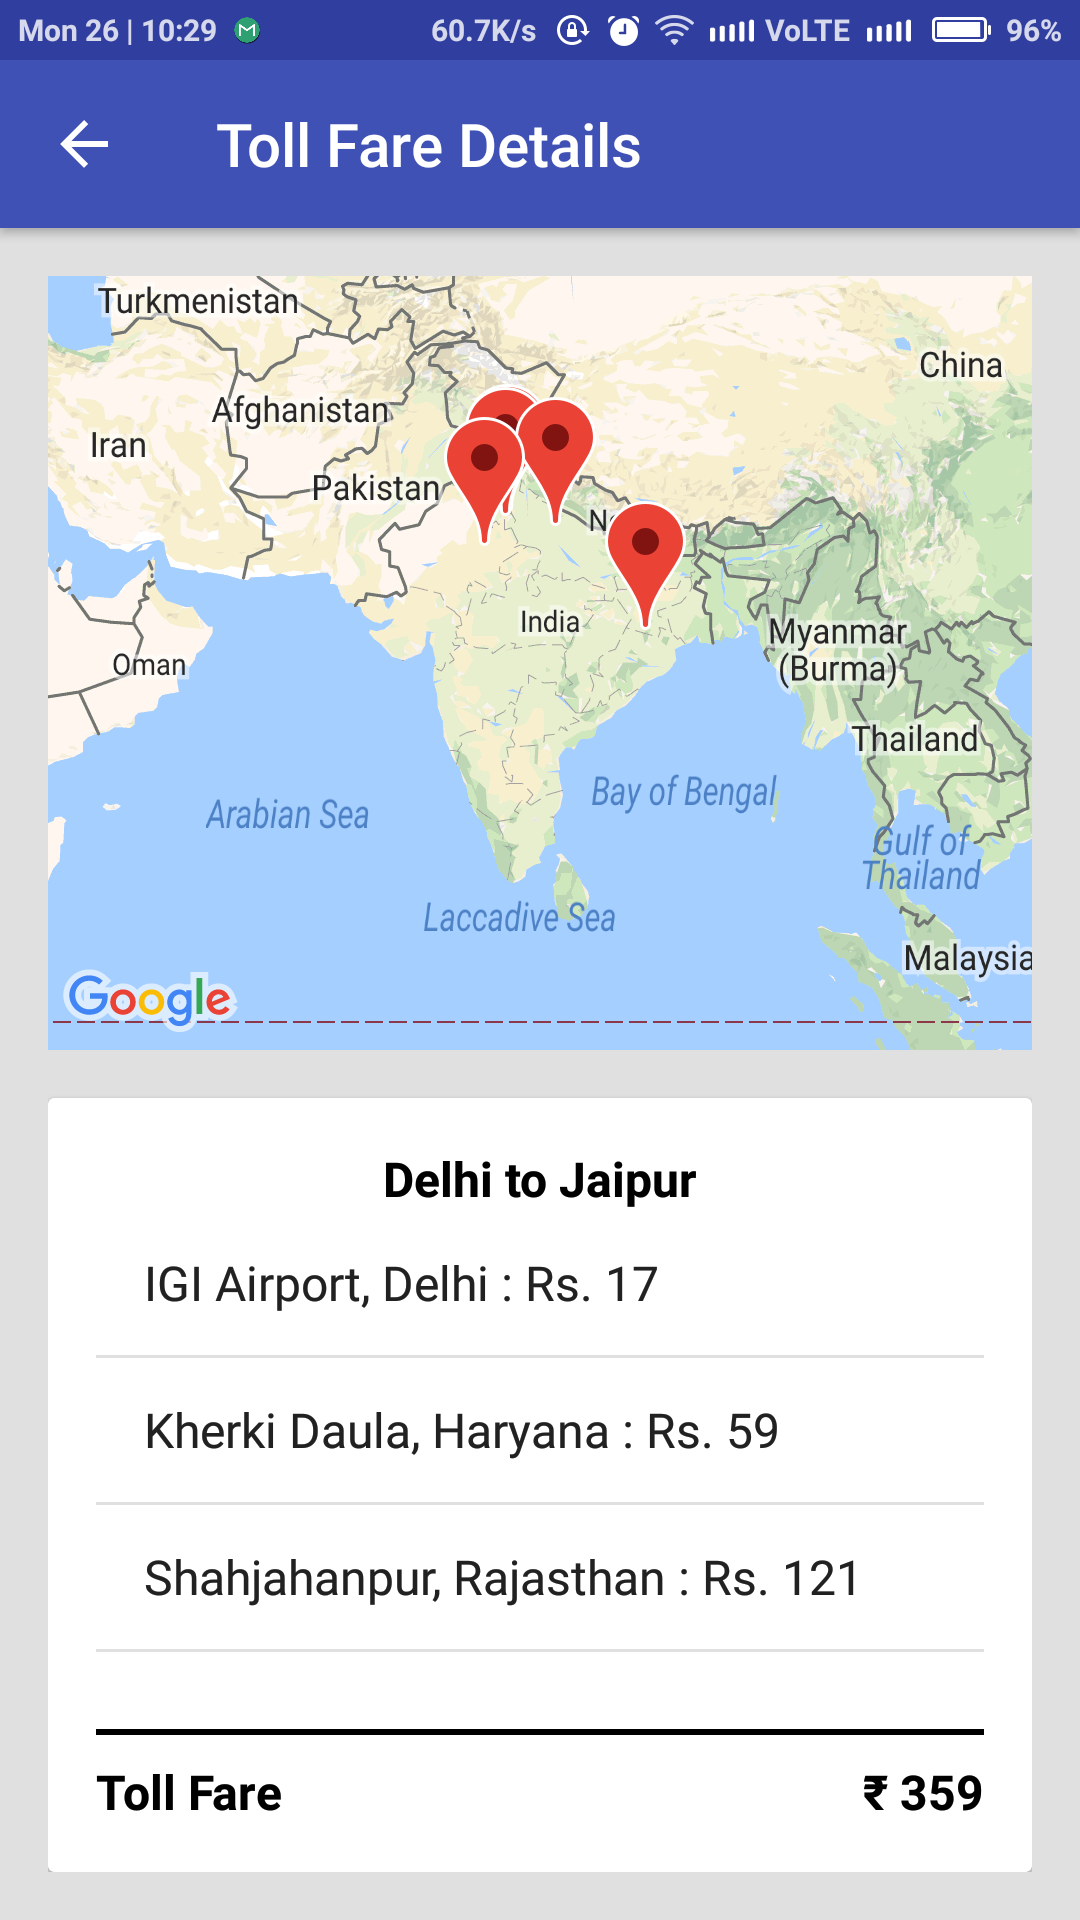 Mon 26 | 10:29 60.7K/s VoLTE 96%
Toll Fare Details
Turkmenistan
China
Afghanistan
Iran
Pakistan
India
Myanmar
(Burma)
Oman
Thailand
Bay of Bengal
Arabian Sea
Gulf of
Thailand
Laccadive Sea
Malaysia
Google
Delhi to Jaipur
IGI Airport, Delhi : Rs. 17
Kherki Daula, Haryana : Rs. 59
Shahjahanpur, Rajasthan : Rs. 121
Toll Fare ₹ 359